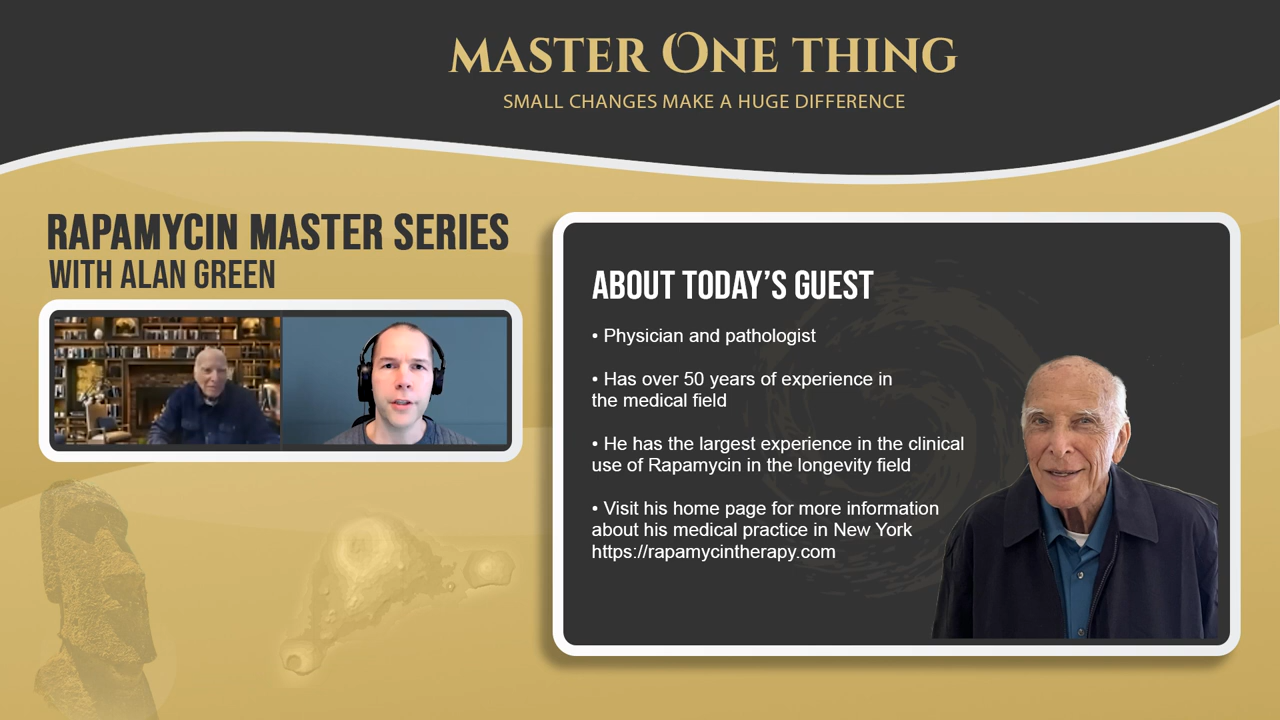 MASTER ONE THING
SMALL CHANGES MAKE A HUGE DIFFERENCE
RAPAMYCIN MASTER SERIES
WITH ALAN GREEN
ABOUT TODAY’S GUEST
• Physician and pathologist
• Has over 50 years of experience in
the medical field
• He has the largest experience in the clinical
use of Rapamycin in the longevity field
• Visit his home page for more information
about his medical practice in New York
https://rapamycintherapy.com